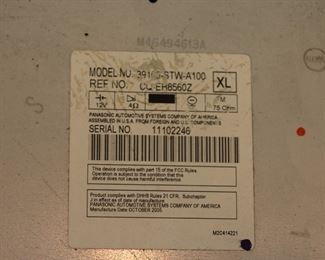 M46494613A
MODEL NO. 39100-STW-A100
REF NO. CQ-EH8560Z
XL
12V
4Ω
M
75 Ohm
PANASONIC AUTOMOTIVE SYSTEMS COMPANY OF AMERICA
ASSEMBLED IN U.S.A. FROM FOREIGN AND U.S. COMPONENTS
SERIAL NO. 11102246
This device complies with part 15 of the FCC Rules.
Operation is subject to the condition that this
device does not cause harmful interference.
Product complies with DHHS Rules 21 CFR, Subchapter
J in effect as of date of manufacture.
PANASONIC AUTOMOTIVE SYSTEMS COMPANY OF AMERICA
Manufacture Date OCTOBER 2005
M20414221